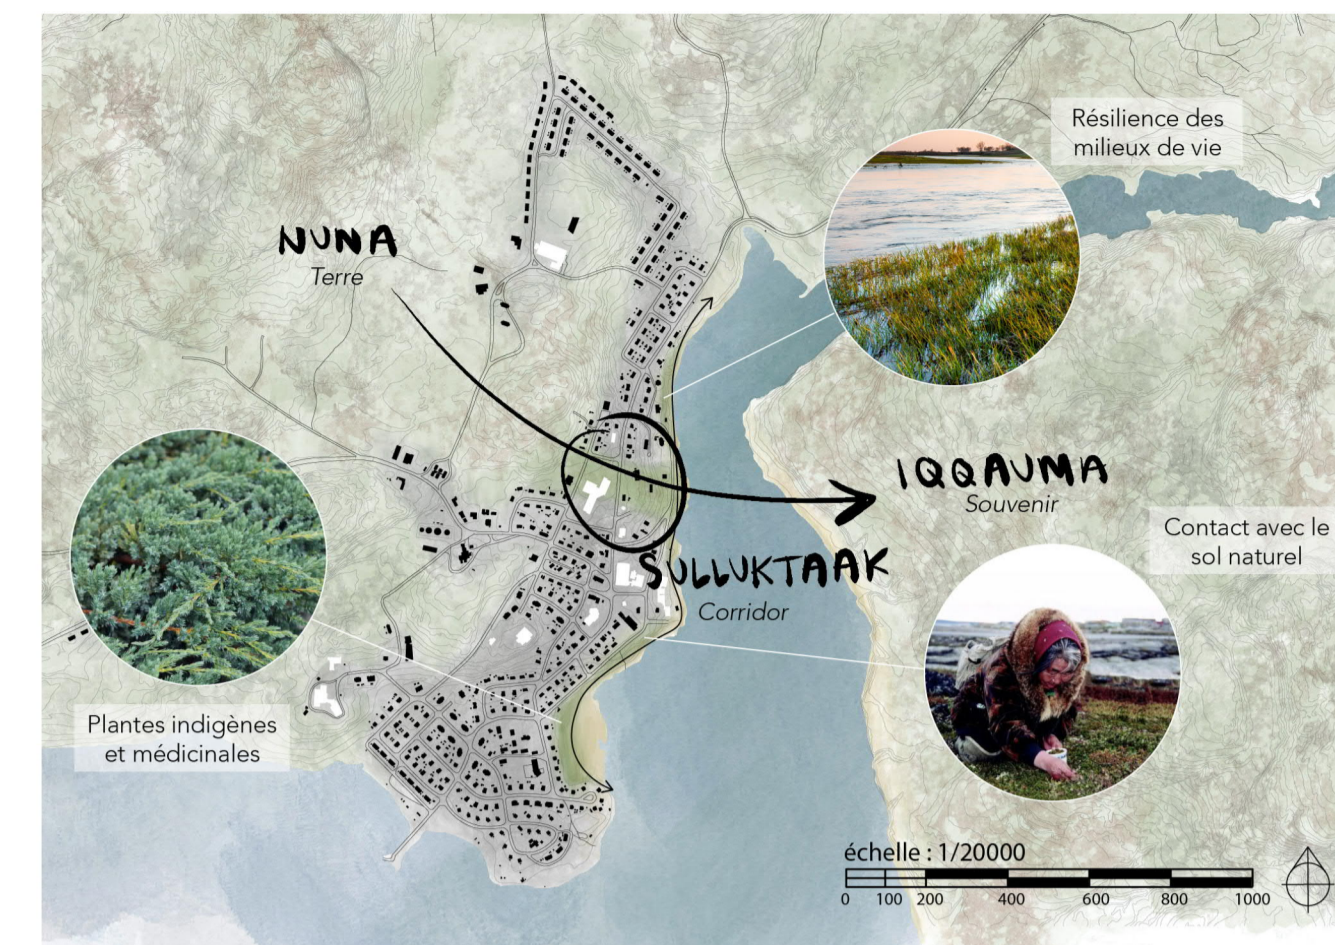 Résilience des
milieux de vie
NUNA
Terre
IQQAUMA
Souvenir
Contact avec le
sol naturel
SULLUKTAAK
Corridor
Plantes indigènes
et médicinales
échelle : 1/20000
0 100 200 400 600 800 1000